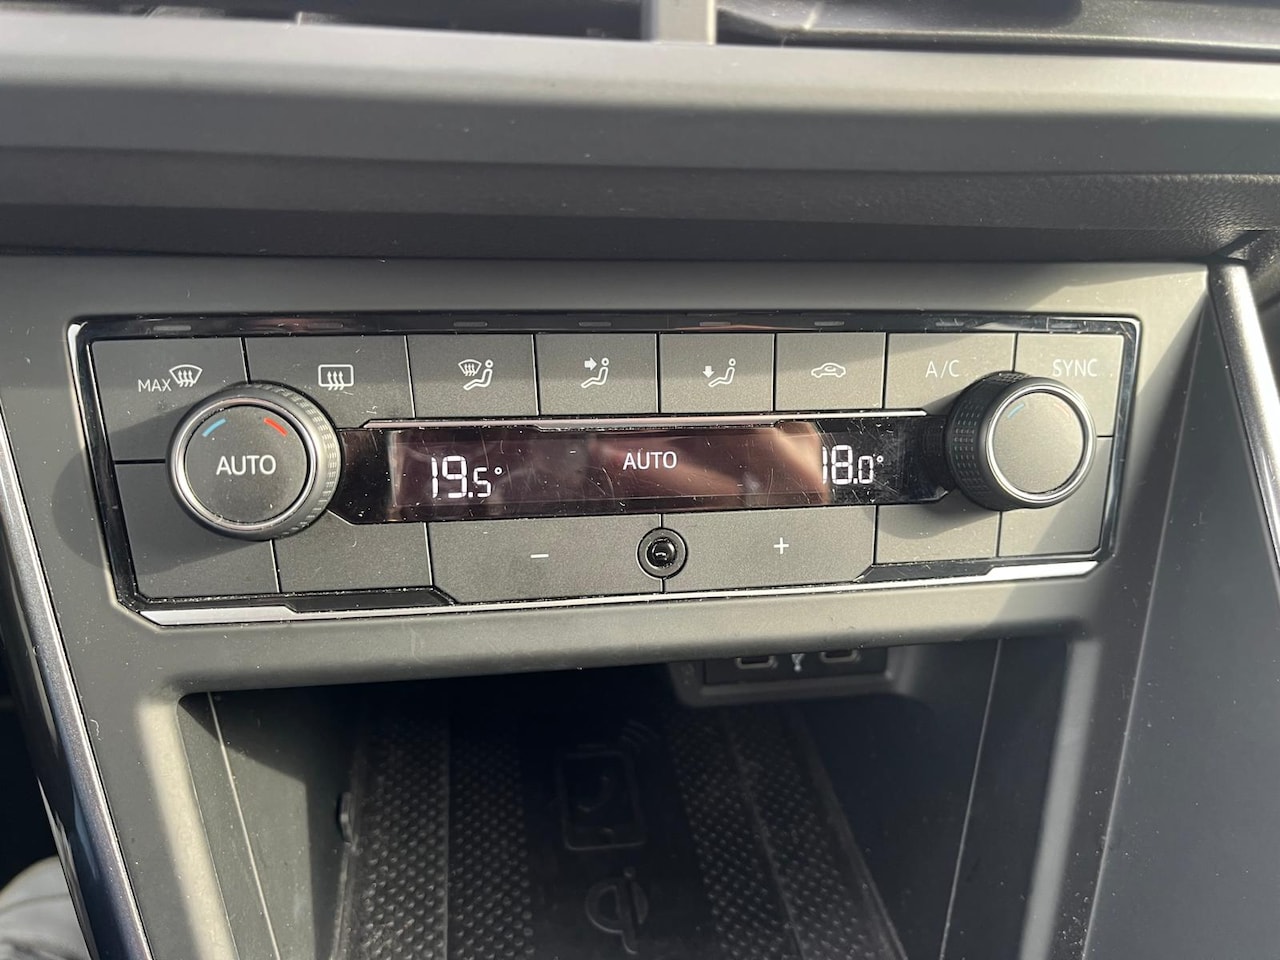 MAX
A/C
SYNC
AUTO
19.5°
AUTO
18.0°
−
+